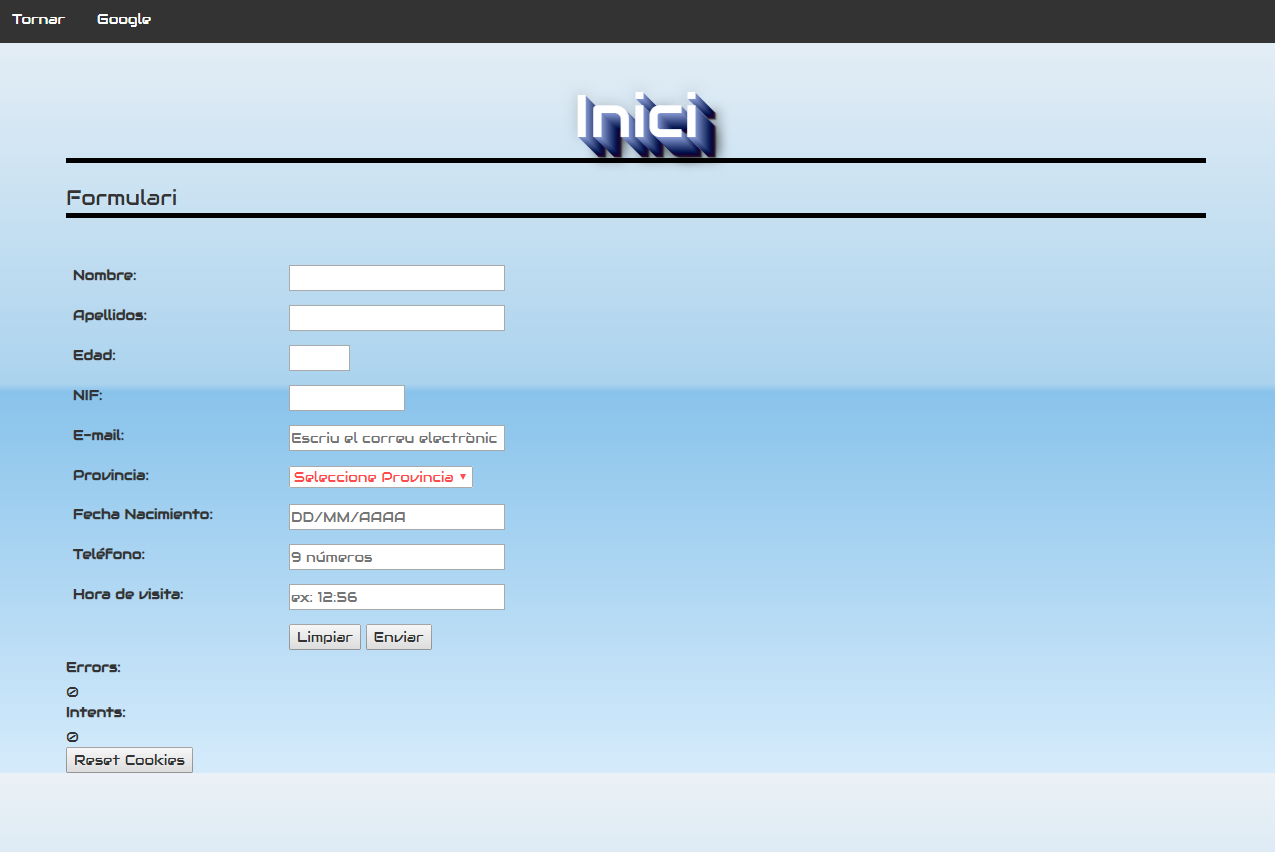 Tornar Google
Inici
Formulari
Nombre:
Apellidos:
Edad:
NIF:
E-mail: Escriu el correu electrònic
Provincia: Seleccione Provincia
Fecha Nacimiento: DD/MM/AAAA
Teléfono: 9 números
Hora de visita: ex: 12:56
Limpiar Enviar
Errors:
0
Intents:
0
Reset Cookies